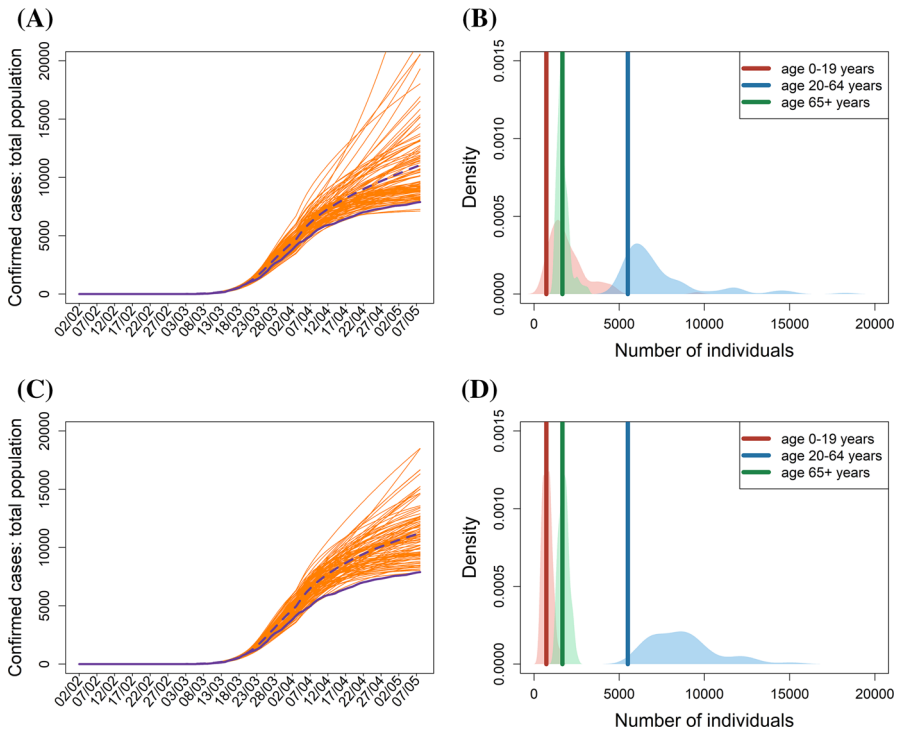 (A)
Confirmed cases: total population
20000
15000
10000
5000
0
02/02 07/02 12/02 17/02 22/02 27/02 03/03 08/03 13/03 18/03 23/03 28/03 02/04 07/04 12/04 17/04 22/04 27/04 02/05 07/05
(B)
Density
0.0015
0.0010
0.0005
0.0000
age 0-19 years
age 20-64 years
age 65+ years
0 5000 10000 15000 20000
Number of individuals
(C)
Confirmed cases: total population
20000
15000
10000
5000
0
02/02 07/02 12/02 17/02 22/02 27/02 03/03 08/03 13/03 18/03 23/03 28/03 02/04 07/04 12/04 17/04 22/04 27/04 02/05 07/05
(D)
Density
0.0015
0.0010
0.0005
0.0000
age 0-19 years
age 20-64 years
age 65+ years
0 5000 10000 15000 20000
Number of individuals